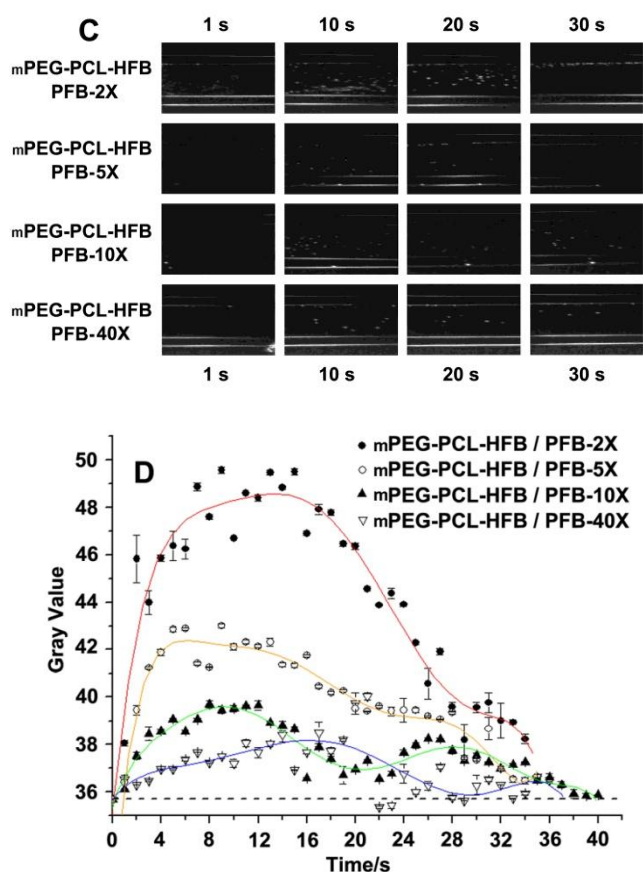 C
1 s 10 s 20 s 30 s
mPEG-PCL-HFB
PFB-2X
mPEG-PCL-HFB
PFB-5X
mPEG-PCL-HFB
PFB-10X
mPEG-PCL-HFB
PFB-40X
1 s 10 s 20 s 30 s
D
mPEG-PCL-HFB / PFB-2X
mPEG-PCL-HFB / PFB-5X
mPEG-PCL-HFB / PFB-10X
mPEG-PCL-HFB / PFB-40X
Gray Value
50
48
46
44
42
40
38
36
0 4 8 12 16 20 24 28 32 36 40
Time/s